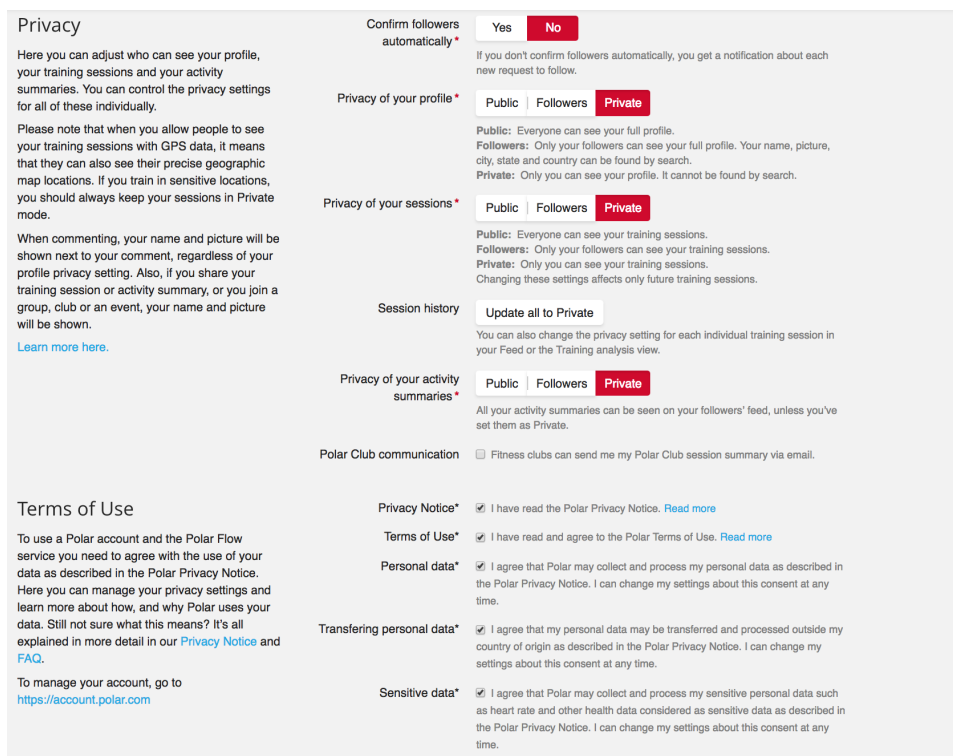 Privacy
Here you can adjust who can see your profile,
your training sessions and your activity
summaries. You can control the privacy settings
for all of these individually.
Please note that when you allow people to see
your training sessions with GPS data, it means
that they can also see their precise geographic
map locations. If you train in sensitive locations,
you should always keep your sessions in Private
mode.
When commenting, your name and picture will be
shown next to your comment, regardless of your
profile privacy setting. Also, if you share your
training session or activity summary, or you join a
group, club or an event, your name and picture
will be shown.
Learn more here.
Confirm followers
automatically *
Yes No
If you don't confirm followers automatically, you get a notification about each
new request to follow.
Privacy of your profile *
Public Followers Private
Public: Everyone can see your full profile.
Followers: Only your followers can see your full profile. Your name, picture,
city, state and country can be found by search.
Private: Only you can see your profile. It cannot be found by search.
Privacy of your sessions *
Public Followers Private
Public: Everyone can see your training sessions.
Followers: Only your followers can see your training sessions.
Private: Only you can see your training sessions.
Changing these settings affects only future training sessions.
Session history
Update all to Private
You can also change the privacy setting for each individual training session in
your Feed or the Training analysis view.
Privacy of your activity
summaries *
Public Followers Private
All your activity summaries can be seen on your followers' feed, unless you've
set them as Private.
Polar Club communication
Fitness clubs can send me my Polar Club session summary via email.
Terms of Use
To use a Polar account and the Polar Flow
service you need to agree with the use of your
data as described in the Polar Privacy Notice.
Here you can manage your privacy settings and
learn more about how, and why Polar uses your
data. Still not sure what this means? It's all
explained in more detail in our Privacy Notice and
FAQ.
To manage your account, go to
https://account.polar.com
Privacy Notice*
I have read the Polar Privacy Notice. Read more
Terms of Use*
I have read and agree to the Polar Terms of Use. Read more
Personal data*
I agree that Polar may collect and process my personal data as described in
the Polar Privacy Notice. I can change my settings about this consent at any
time.
Transfering personal data*
I agree that my personal data may be transferred and processed outside my
country of origin as described in the Polar Privacy Notice. I can change my
settings about this consent at any time.
Sensitive data*
I agree that Polar may collect and process my sensitive personal data such
as heart rate and other health data considered as sensitive data as described in
the Polar Privacy Notice. I can change my settings about this consent at any
time.